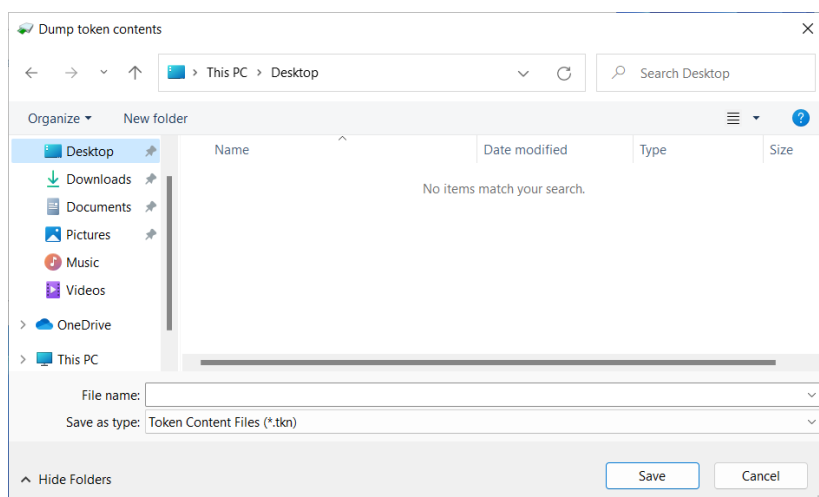 Dump token contents
This PC > Desktop
Search Desktop
Organize
New folder
Name
Date modified
Type
Size
Desktop
No items match your search.
Downloads
Documents
Pictures
Music
Videos
OneDrive
This PC
File name:
Save as type: Token Content Files (*.tkn)
Hide Folders
Save
Cancel